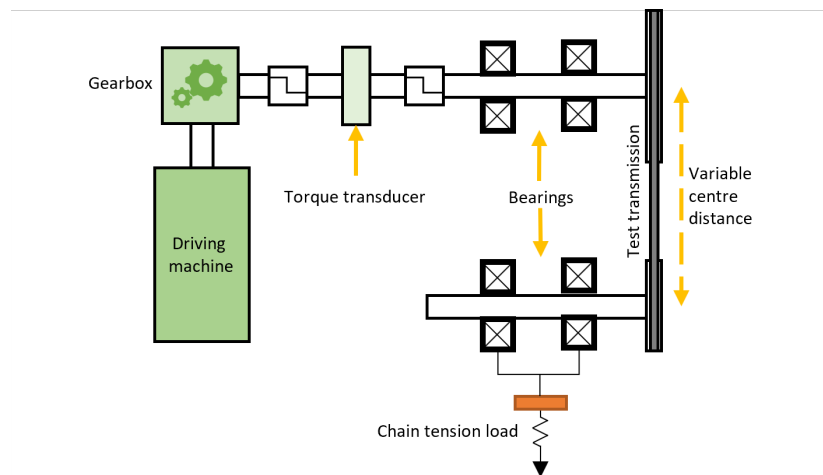 Gearbox
Torque transducer
Bearings
Test transmission
Variable
centre
distance
Driving
machine
Chain tension load